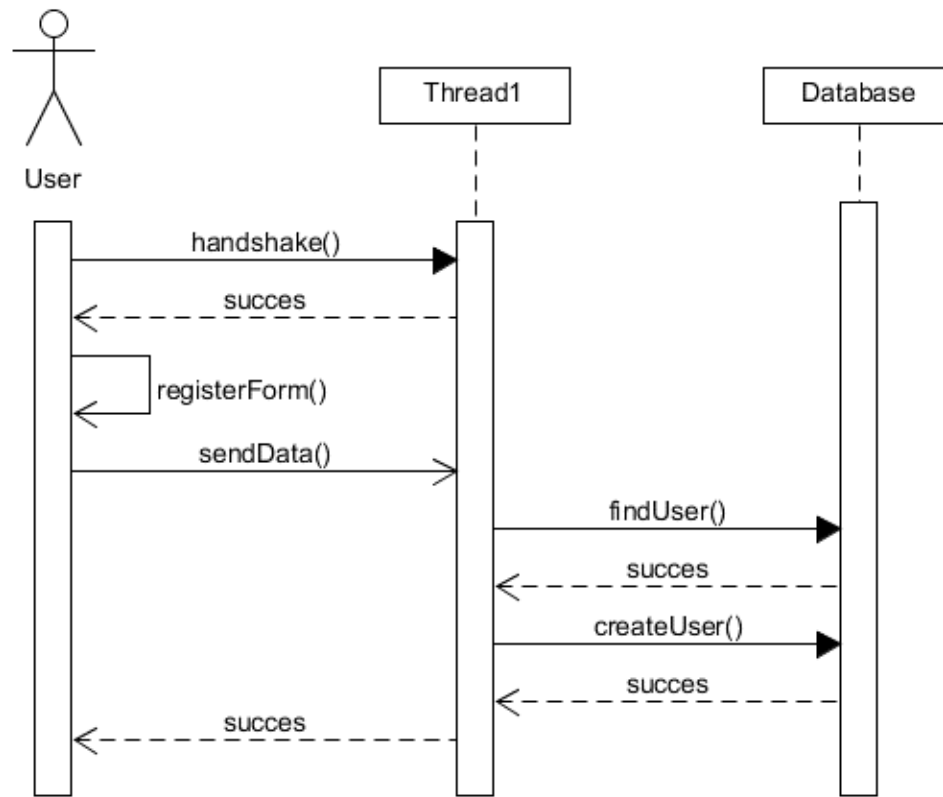 Thread1
Database
User
handshake()
succes
registerForm()
sendData()
findUser()
succes
createUser()
succes
succes